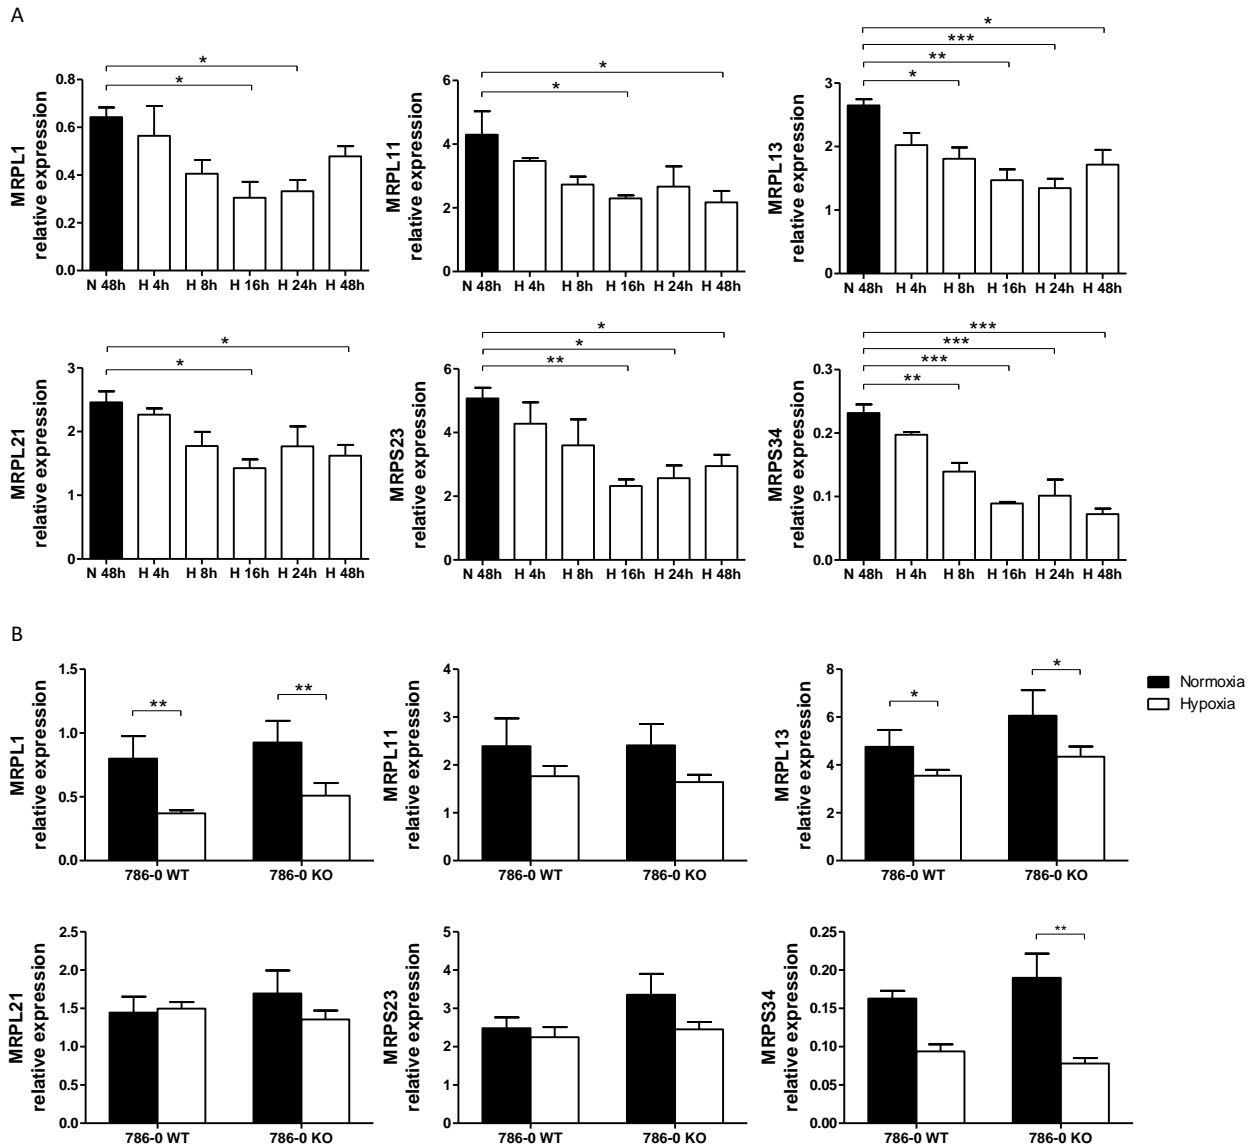 A
* * * * * *** ** *
MRPL1
relative expression
0.8
0.6
0.4
0.2
0.0
N 48h H 4h H 8h H 16h H 24h H 48h
MRPL11
relative expression
6
4
2
0
N 48h H 4h H 8h H 16h H 24h H 48h
MRPL13
relative expression
3
2
1
0
N 48h H 4h H 8h H 16h H 24h H 48h
* * * * ** *** *** *** **
MRPL21
relative expression
3
2
1
0
N 48h H 4h H 8h H 16h H 24h H 48h
MRPS23
relative expression
6
4
2
0
N 48h H 4h H 8h H 16h H 24h H 48h
MRPS34
relative expression
0.3
0.2
0.1
0.0
N 48h H 4h H 8h H 16h H 24h H 48h
B
MRPL1
relative expression
1.5
1.0
0.5
0.0
** **
786-0 WT 786-0 KO
MRPL11
relative expression
4
3
2
1
0
786-0 WT 786-0 KO
MRPL13
relative expression
8
6
4
2
0
* *
786-0 WT 786-0 KO
Normoxia
Hypoxia
MRPL21
relative expression
2.5
2.0
1.5
1.0
0.5
0.0
786-0 WT 786-0 KO
MRPS23
relative expression
5
4
3
2
1
0
786-0 WT 786-0 KO
MRPS34
relative expression
0.25
0.20
0.15
0.10
0.05
0.00
**
786-0 WT 786-0 KO